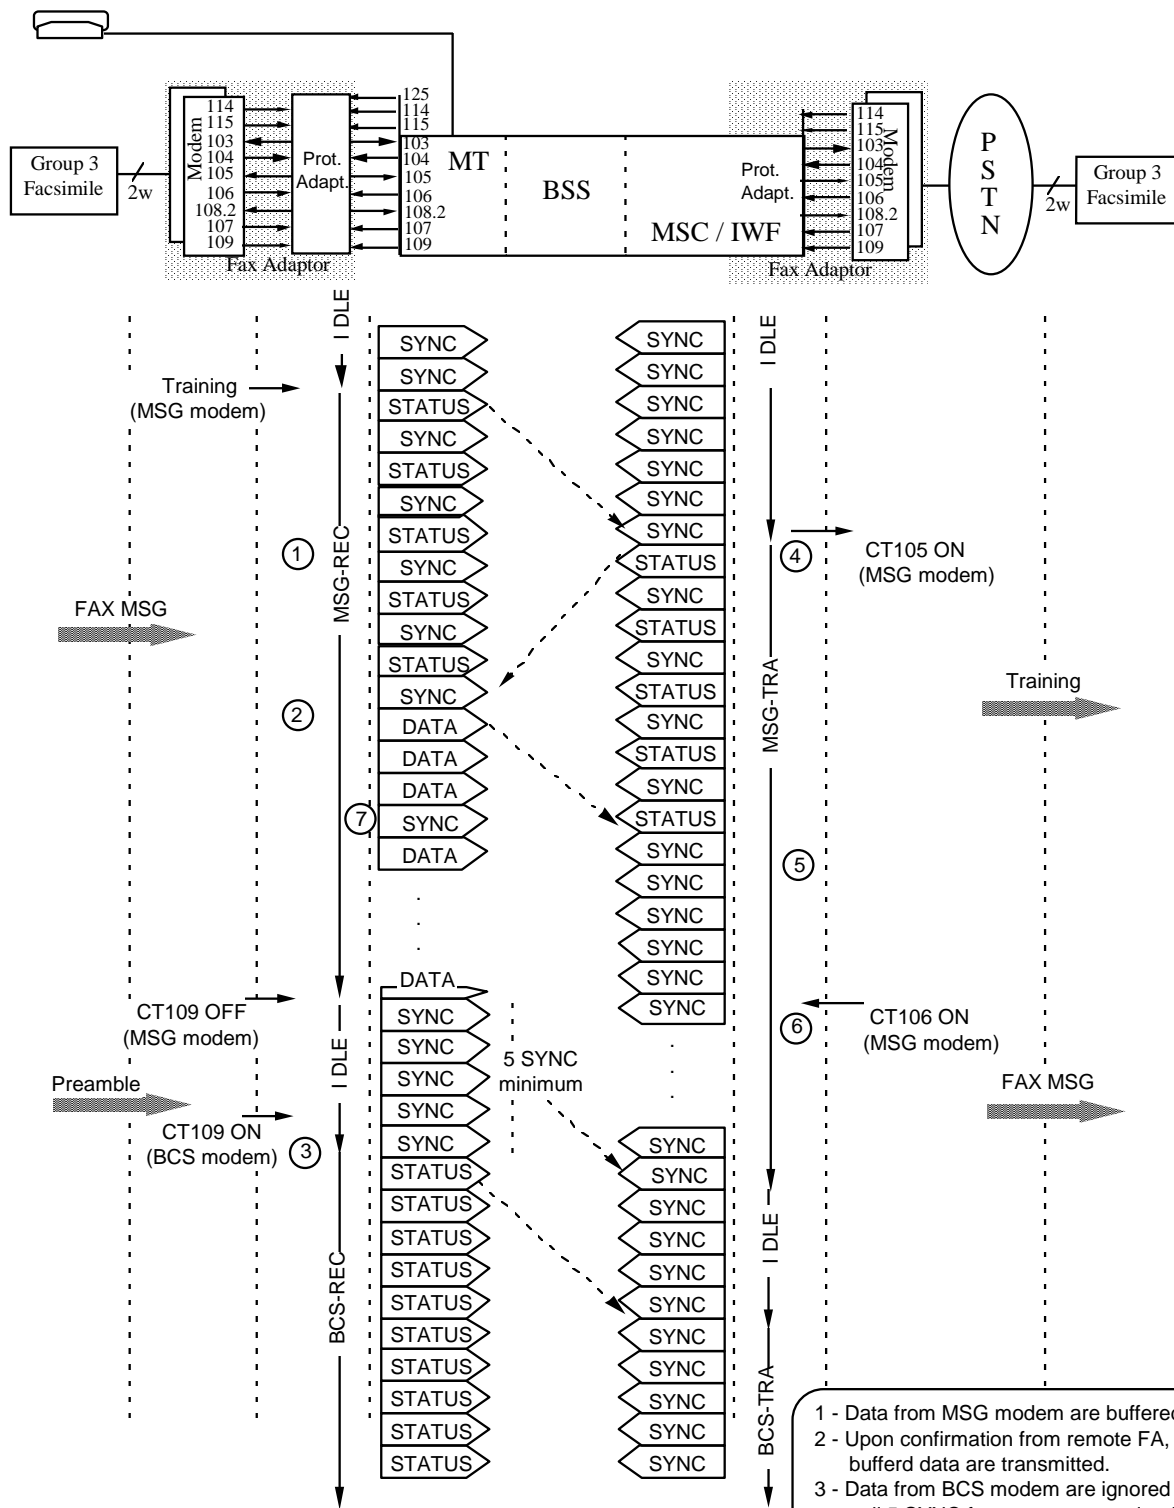 125
114
114
115
115
103
103
104
104
105
105
106
106
108.2
108.2
107
107
109
109
Modem
Prot.
Adapt.
Group 3
Facsimile
2w
Fax Adaptor
MT
BSS
MSC / IWF
Prot.
Adapt.
114
115
103
104
105
106
108.2
107
109
Modem
Fax Adaptor
P
S
T
N
2w
Group 3
Facsimile
I DLE
I DLE
Training
(MSG modem)
SYNC
SYNC
STATUS
SYNC
STATUS
SYNC
STATUS
SYNC
STATUS
SYNC
STATUS
SYNC
DATA
DATA
DATA
SYNC
DATA
.
.
.
DATA
SYNC
SYNC
SYNC
SYNC
SYNC
STATUS
STATUS
STATUS
STATUS
STATUS
STATUS
STATUS
STATUS
STATUS
STATUS
SYNC
SYNC
SYNC
SYNC
SYNC
SYNC
SYNC
STATUS
SYNC
STATUS
SYNC
STATUS
SYNC
STATUS
SYNC
STATUS
SYNC
SYNC
SYNC
SYNC
SYNC
SYNC
. . .
SYNC
SYNC
SYNC
SYNC
SYNC
SYNC
SYNC
SYNC
SYNC
SYNC
SYNC
1
MSG-REC
FAX MSG
2
7
CT109 OFF
(MSG modem)
I DLE
5 SYNC
minimum
Preamble
CT109 ON
(BCS modem)
3
BCS-REC
4
CT105 ON
(MSG modem)
MSG-TRA
Training
5
6
CT106 ON
(MSG modem)
FAX MSG
I DLE
BCS-TRA
1 - Data from MSG modem are buffered
2 - Upon confirmation from remote FA,
bufferd data are transmitted.
3 - Data from BCS modem are ignored